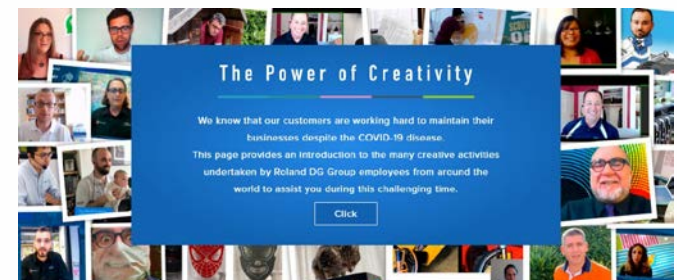 The Power of Creativity
We know that our customers are working hard to maintain their
businesses despite the COVID-19 disease.
This page provides an introduction to the many creative activities
undertaken by Roland DG Group employees from around the
world to assist you during this challenging time.
Click